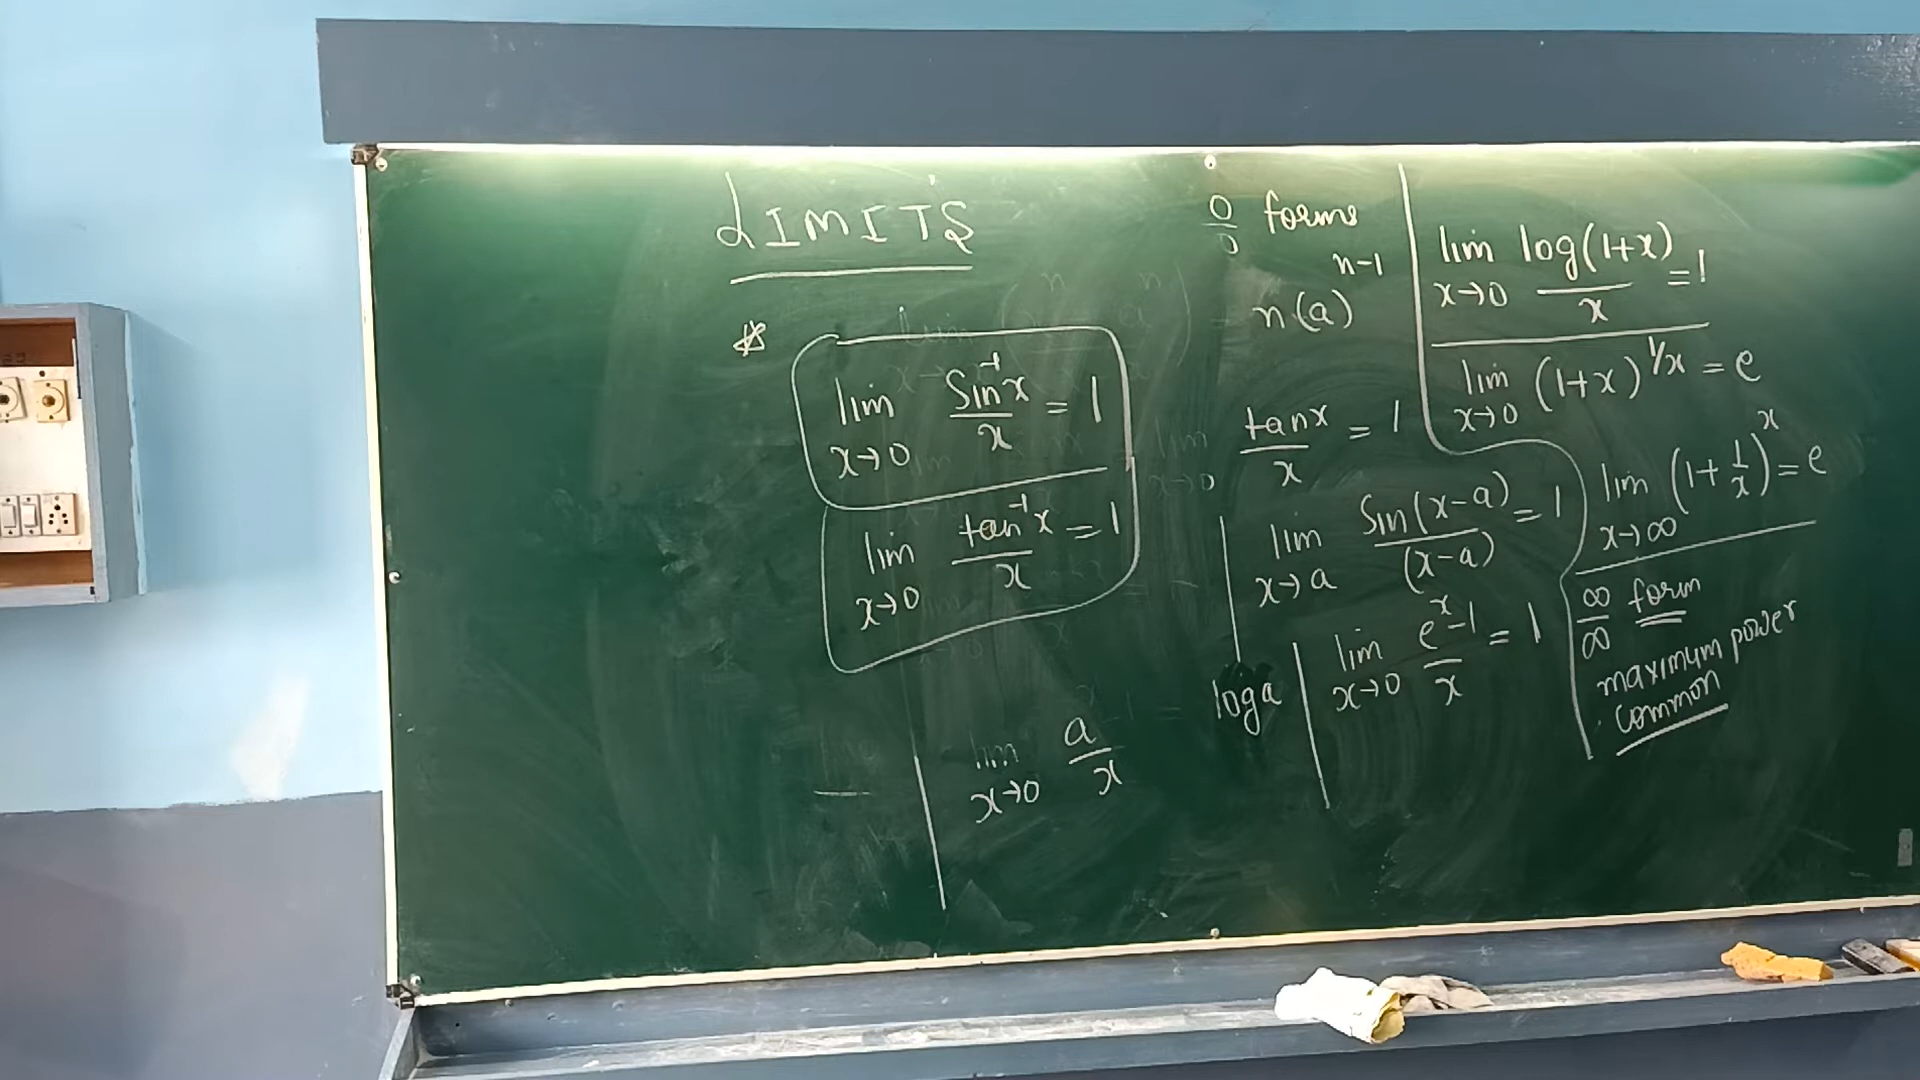 LIMITS
0/0 forms
n(a)^(n-1)
lim x→0 sin⁻¹x/x = 1
lim x→0 tan⁻¹x/x = 1
tanx/x = 1
lim x→a sin(x-a)/(x-a) = 1
lim x→0 a/x
loga
lim x→0 (e^x-1)/x = 1
lim x→0 log(1+x)/x = 1
lim x→0 (1+x)^(1/x) = e
lim x→∞ (1+1/x)^x = e
∞/∞ form
maximum power
common